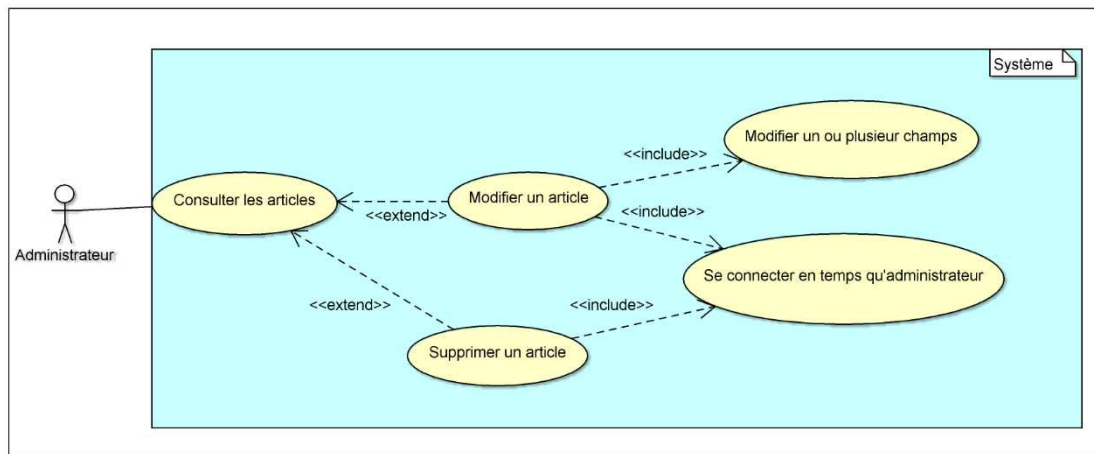 Système
Modifier un ou plusieur champs
<<include>>
Consulter les articles
<<extend>>
Modifier un article
<<include>>
Administrateur
Se connecter en temps qu'administrateur
<<extend>>
<<include>>
Supprimer un article